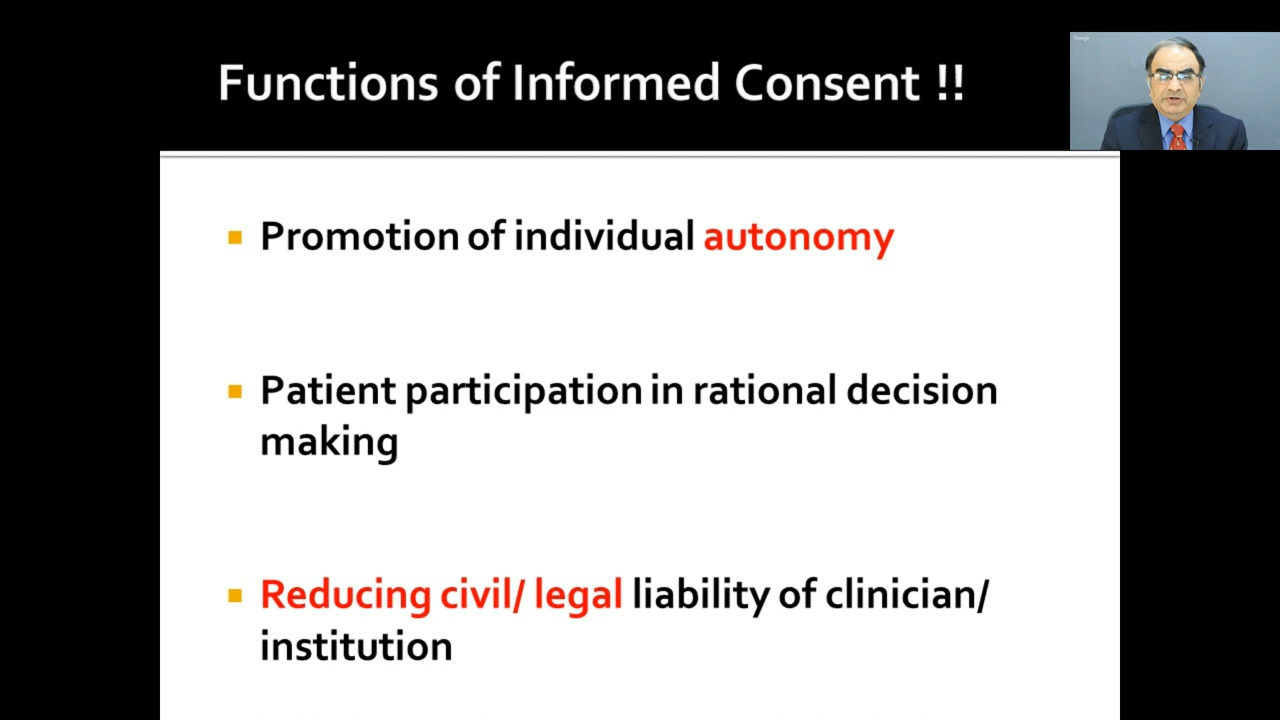 Functions of Informed Consent !!
Google
Promotion of individual autonomy
Patient participation in rational decision
making
Reducing civil/ legal liability of clinician/
institution